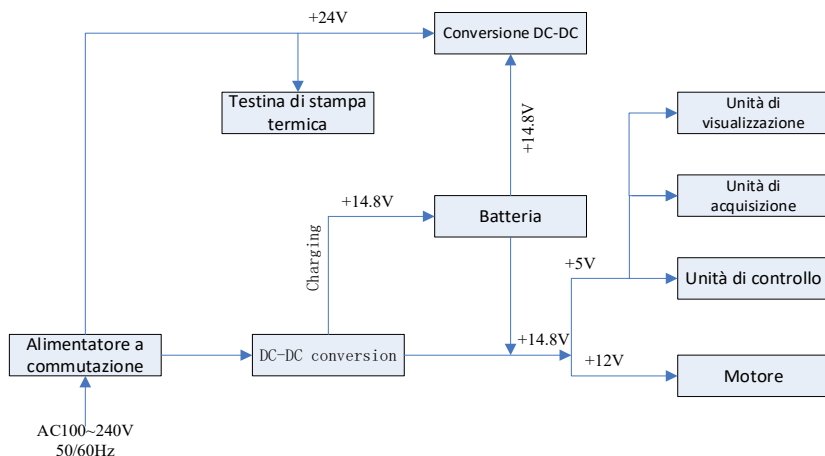 +24V
Conversione DC-DC
Testina di stampa
termica
+14.8V
Unità di
visualizzazione
+14.8V
Batteria
Unità di
acquisizione
Charging
+5V
Unità di controllo
Alimentatore a
commutazione
DC-DC conversion
+14.8V
+12V
Motore
AC100~240V
50/60Hz